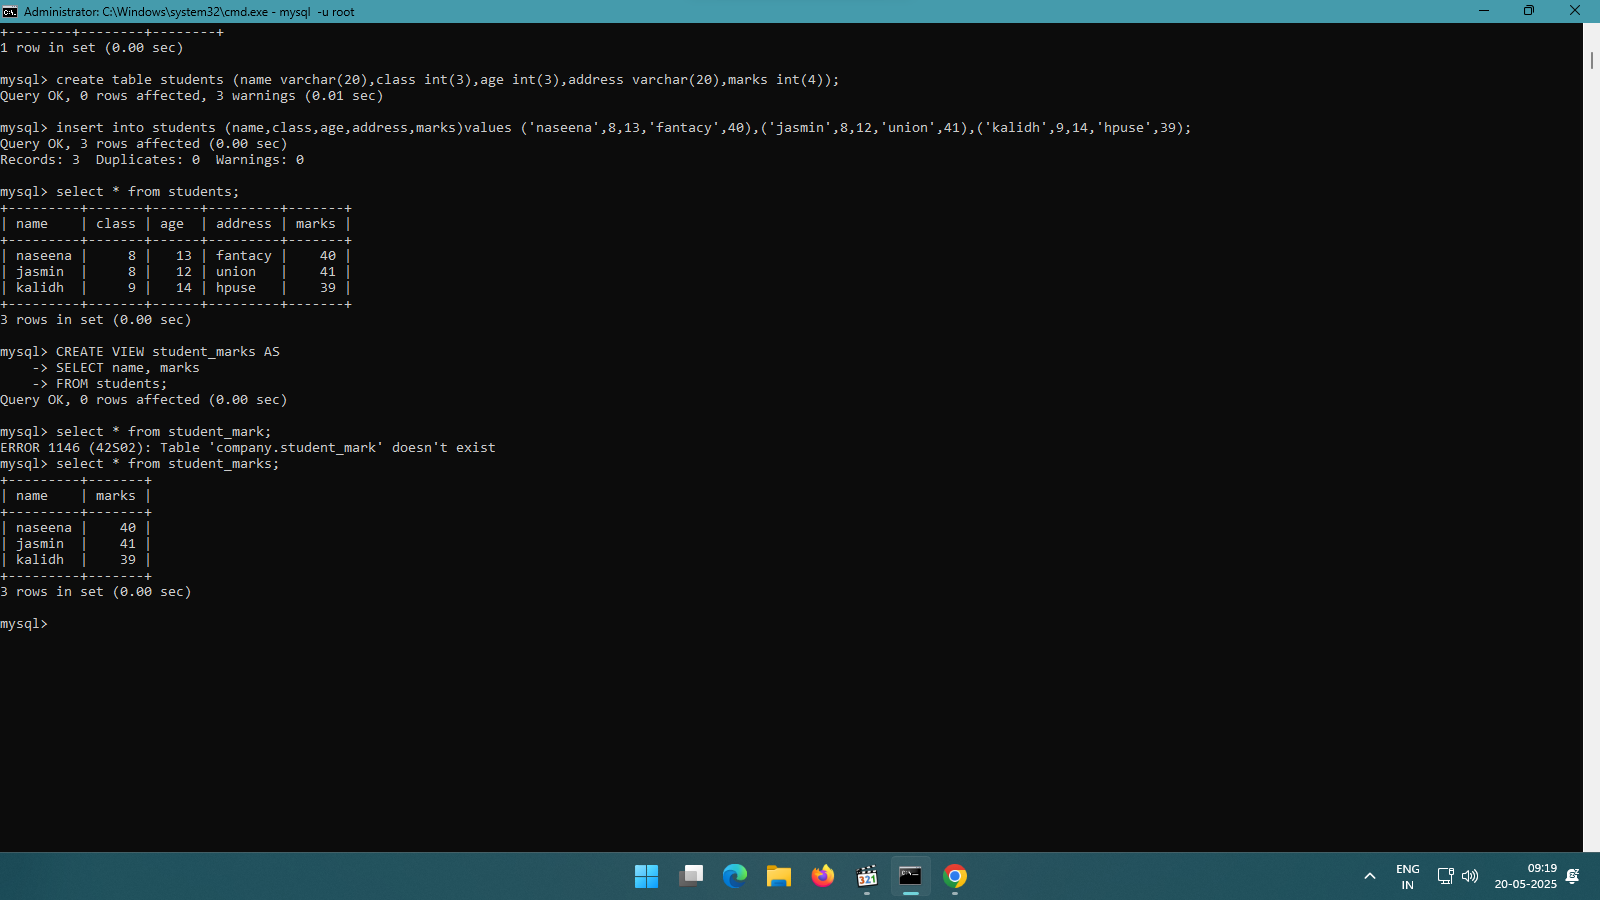 Administrator: C:\Windows\system32\cmd.exe - mysql  -u root
+--------+--------+--------+
1 row in set (0.00 sec)
mysql> create table students (name varchar(20),class int(3),age int(3),address varchar(20),marks int(4));
Query OK, 0 rows affected, 3 warnings (0.01 sec)
mysql> insert into students (name,class,age,address,marks)values ('naseena',8,13,'fantacy',40),('jasmin',8,12,'union',41),('kalidh',9,14,'hpuse',39);
Query OK, 3 rows affected (0.00 sec)
Records: 3  Duplicates: 0  Warnings: 0
mysql> select * from students;
+---------+-------+------+---------+-------+
| name    | class | age  | address | marks |
+---------+-------+------+---------+-------+
| naseena |     8 |   13 | fantacy |    40 |
| jasmin  |     8 |   12 | union   |    41 |
| kalidh  |     9 |   14 | hpuse   |    39 |
+---------+-------+------+---------+-------+
3 rows in set (0.00 sec)
mysql> CREATE VIEW student_marks AS
    -> SELECT name, marks
    -> FROM students;
Query OK, 0 rows affected (0.00 sec)
mysql> select * from student_mark;
ERROR 1146 (42S02): Table 'company.student_mark' doesn't exist
mysql> select * from student_marks;
+---------+-------+
| name    | marks |
+---------+-------+
| naseena |    40 |
| jasmin  |    41 |
| kalidh  |    39 |
+---------+-------+
3 rows in set (0.00 sec)
mysql>
321
ENG
IN
09:19
20-05-2025